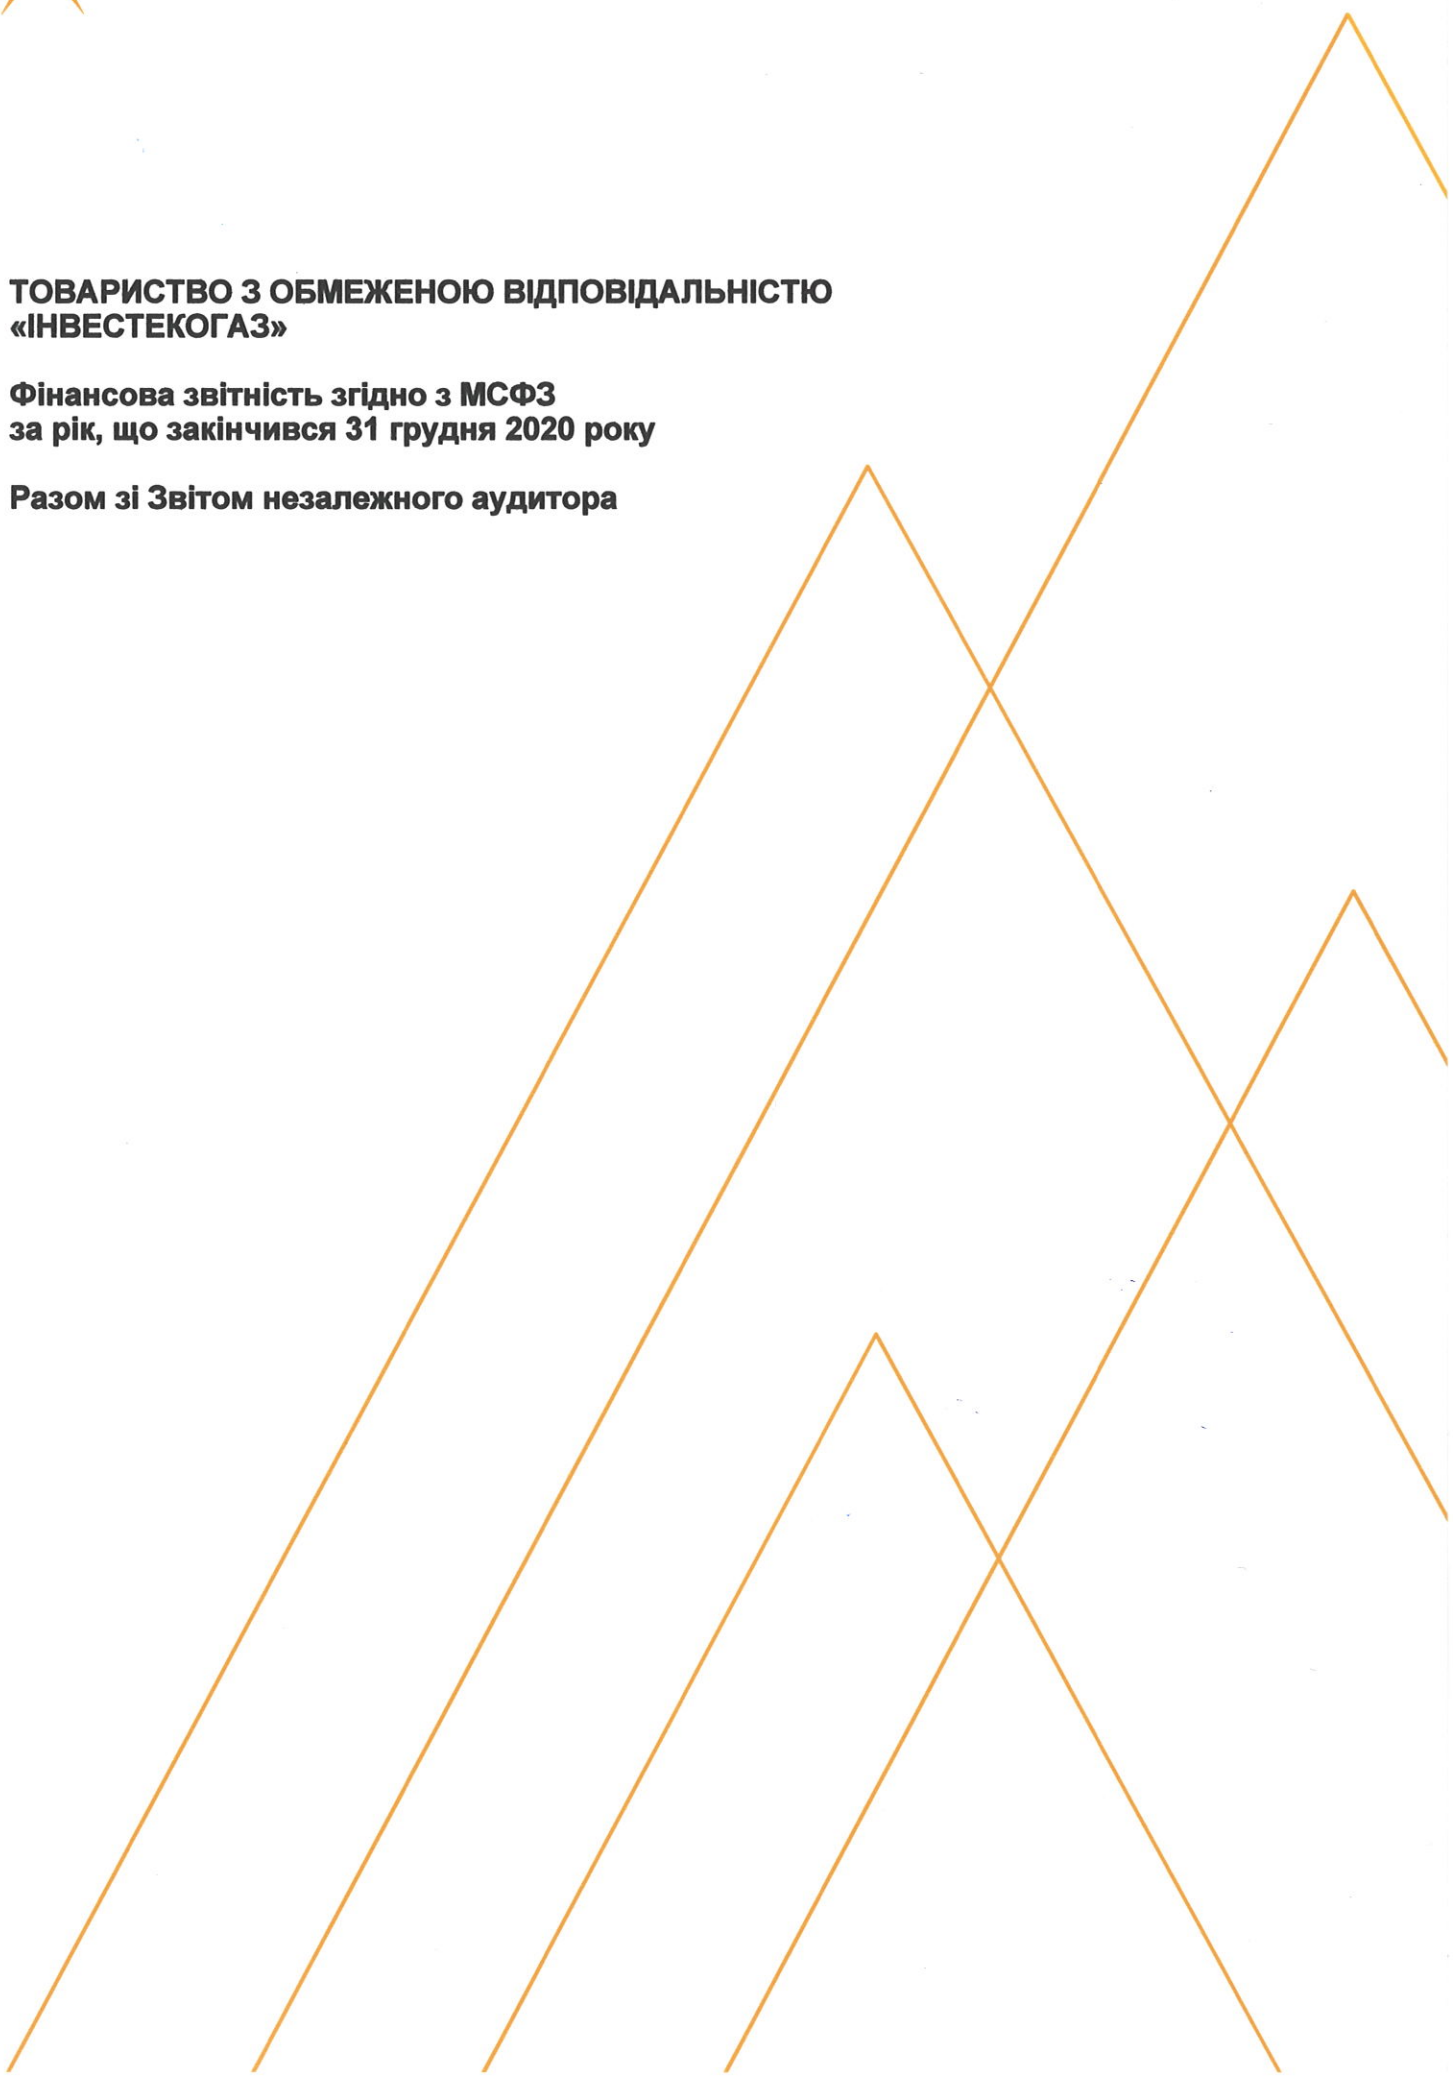 ТОВАРИСТВО З ОБМЕЖЕНОЮ ВІДПОВІДАЛЬНІСТЮ
«ІНВЕСТЕКОГАЗ»
Фінансова звітність згідно з МСФЗ
за рік, що закінчився 31 грудня 2020 року
Разом зі Звітом незалежного аудитора